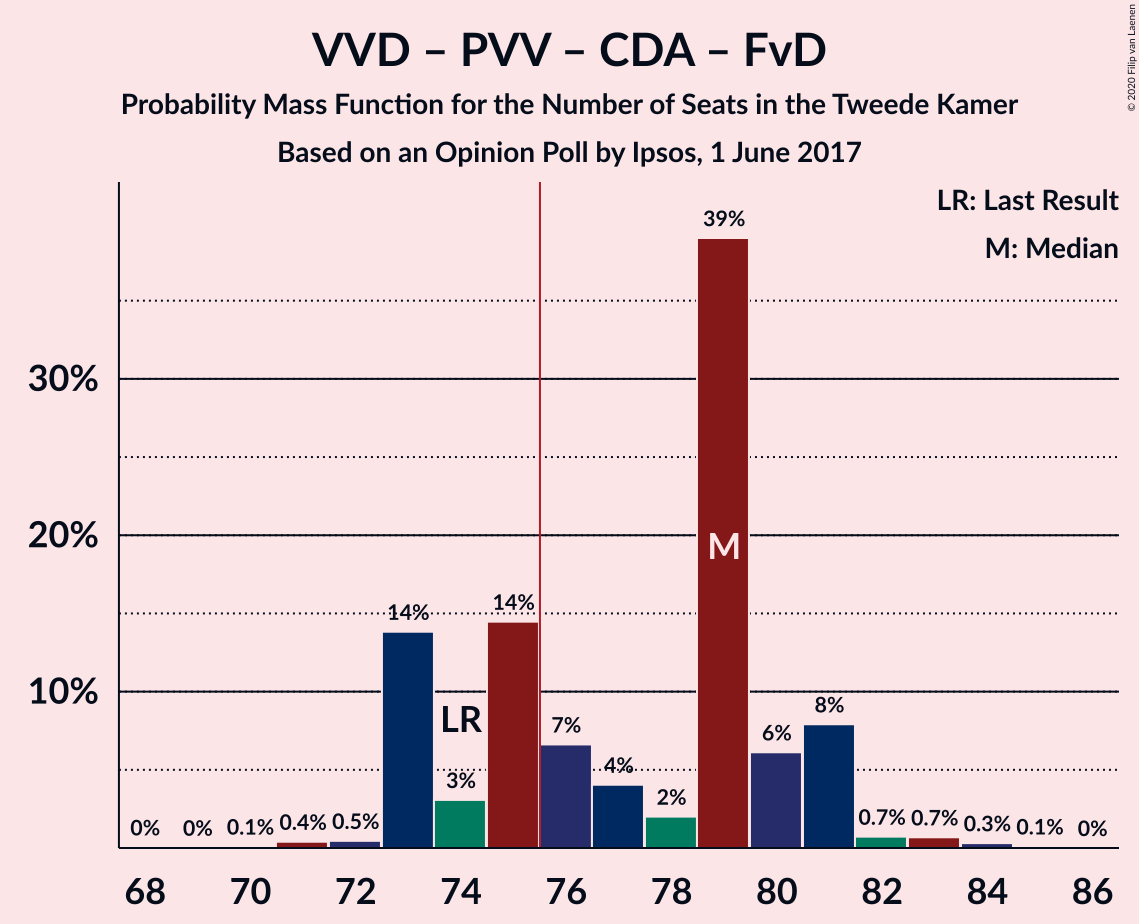 VVD – PVV – CDA – FvD
Probability Mass Function for the Number of Seats in the Tweede Kamer
Based on an Opinion Poll by Ipsos, 1 June 2017
© 2020 Filip van Laenen
LR: Last Result
M: Median
39%
30%
20%
10%
M
14%
14%
LR
3%
7%
4%
2%
6%
8%
0%
0%
0.1%
0.4%
0.5%
0.7%
0.7%
0.3%
0.1%
0%
68 70 72 74 76 78 80 82 84 86